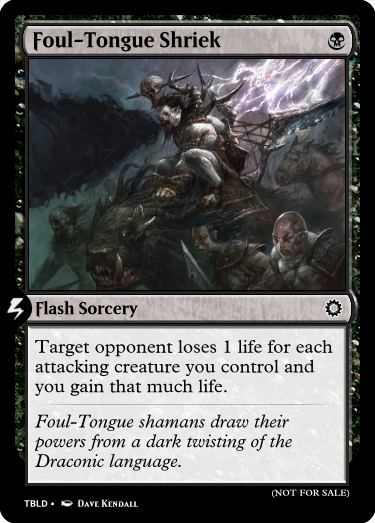 Foul-Tongue Shriek
Flash Sorcery
Target opponent loses 1 life for each
attacking creature you control and
you gain that much life.
Foul-Tongue shamans draw their
powers from a dark twisting of the
Draconic language.
(NOT FOR SALE)
TBLD • Dave Kendall